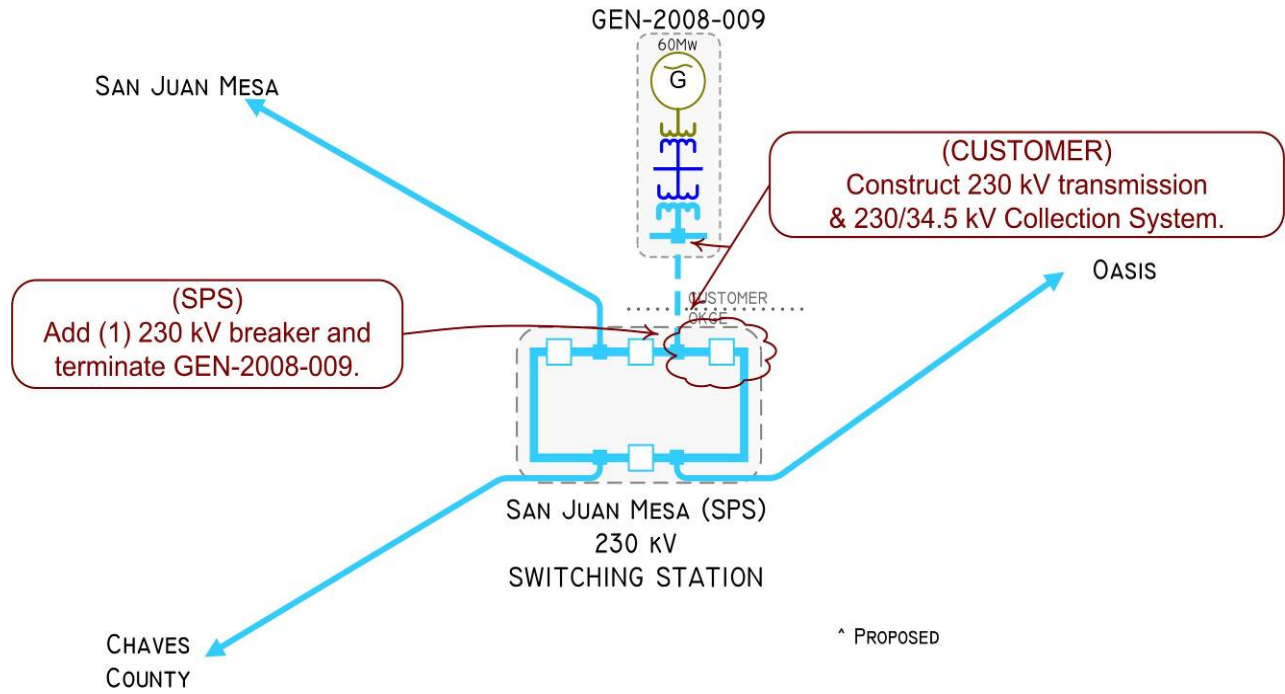 GEN-2008-009
60MW
G
SAN JUAN MESA
(CUSTOMER)
Construct 230 kV transmission
& 230/34.5 kV Collection System.
OASIS
CUSTOMER
OKGE
(SPS)
Add (1) 230 kV breaker and
terminate GEN-2008-009.
SAN JUAN MESA (SPS)
230 KV
SWITCHING STATION
CHAVES
COUNTY
^ PROPOSED